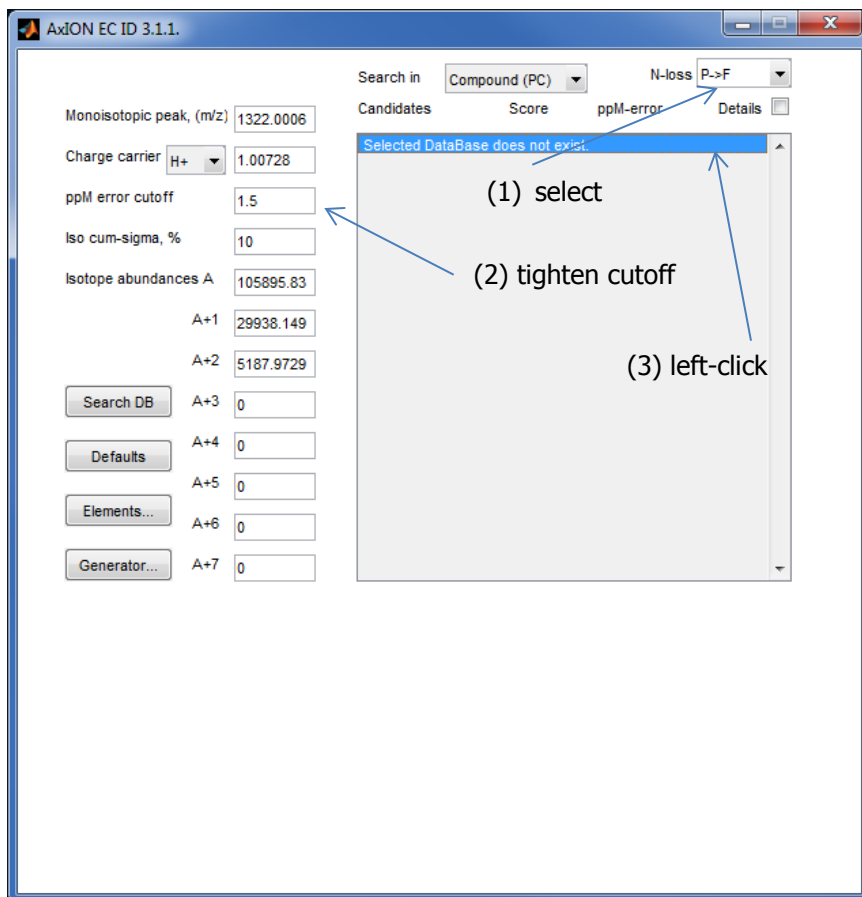 AxION EC ID 3.1.1.
Search in Compound (PC) N-loss P->F
Candidates Score ppM-error Details
Monoisotopic peak, (m/z) 1322.0006
Selected DataBase does not exist.
Charge carrier H+ 1.00728
(1) select
ppM error cutoff 1.5
Iso cum-sigma, % 10
(2) tighten cutoff
Isotope abundances A 105895.83
A+1 29938.149
A+2 5187.9729
(3) left-click
Search DB A+3 0
A+4 0
Defaults
A+5 0
Elements...
A+6 0
Generator... A+7 0